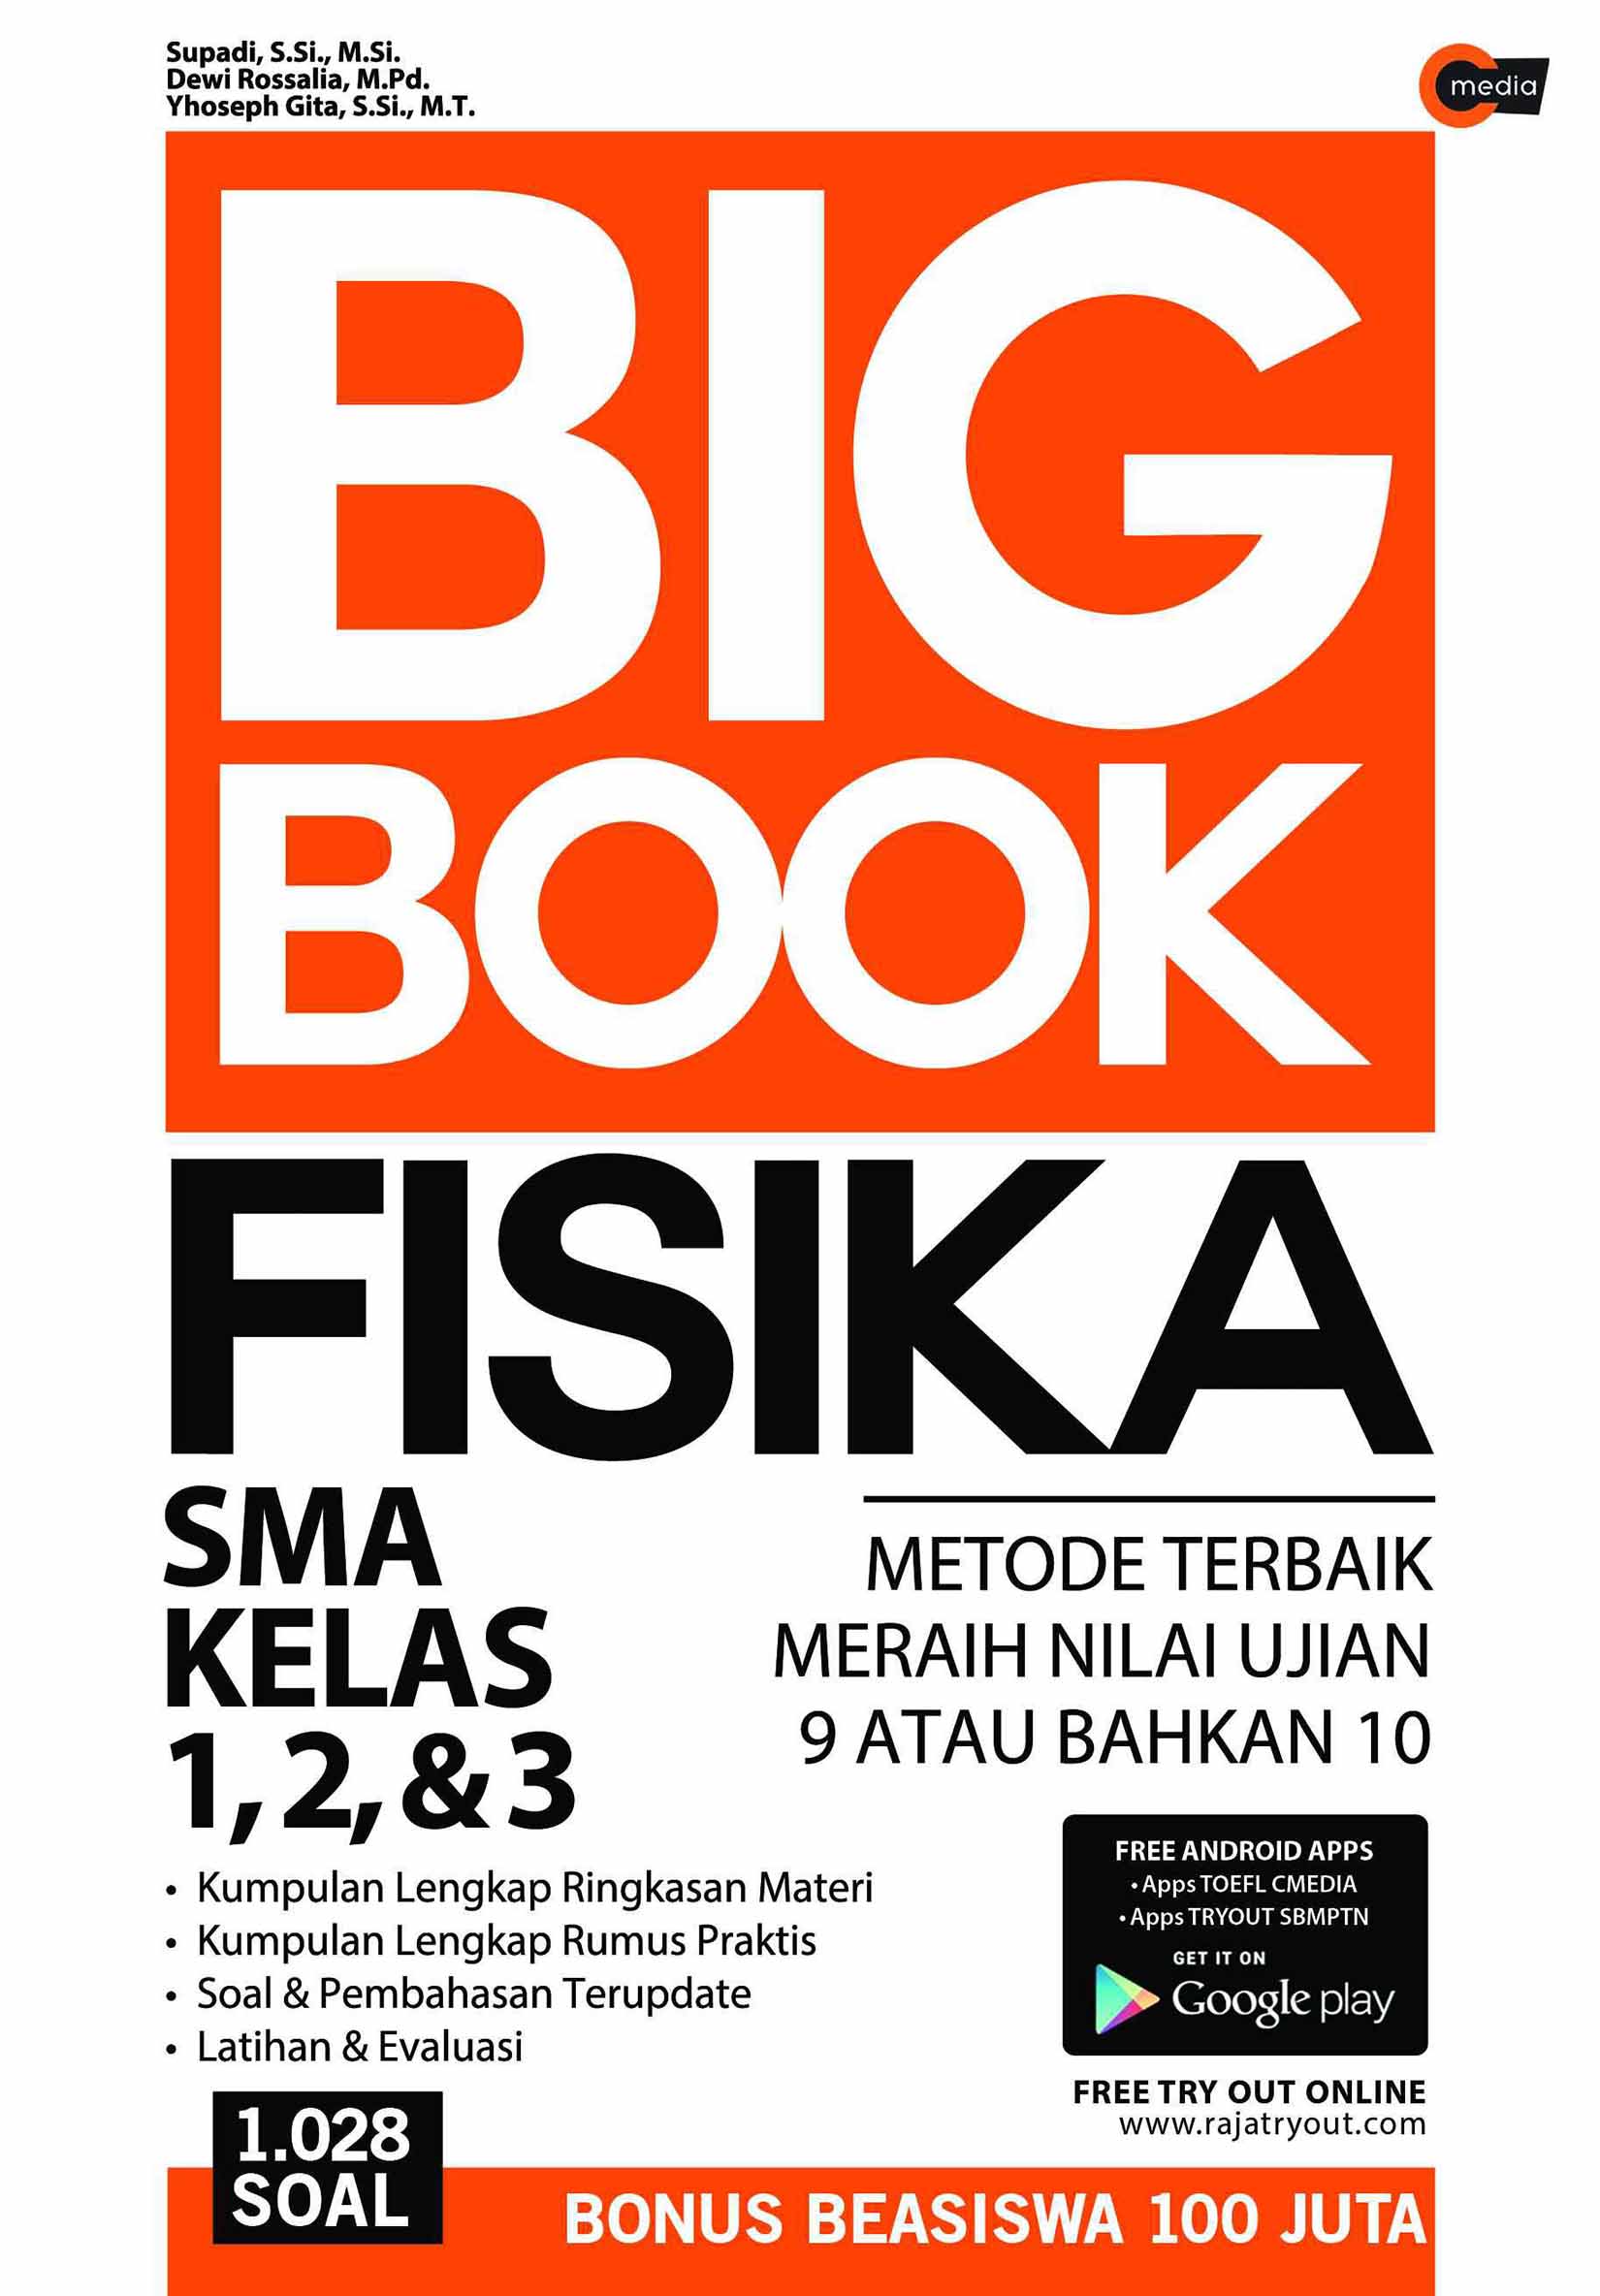 Supadi, S.Si., M.Si.
Dewi Rossalia, M.Pd.
Yhoseph Gita, S.Si., M.T.
media
BIG
BOOK
FISIKA
SMA
KELAS
1, 2, & 3
METODE TERBAIK
MERAIH NILAI UJIAN
9 ATAU BAHKAN 10
• Kumpulan Lengkap Ringkasan Materi
• Kumpulan Lengkap Rumus Praktis
• Soal & Pembahasan Terupdate
• Latihan & Evaluasi
FREE ANDROID APPS
• Apps TOEFL CMEDIA
• Apps TRYOUT SBMPTN
GET IT ON
Google play
FREE TRY OUT ONLINE
www.rajatryout.com
1.028
SOAL
BONUS BEASISWA 100 JUTA